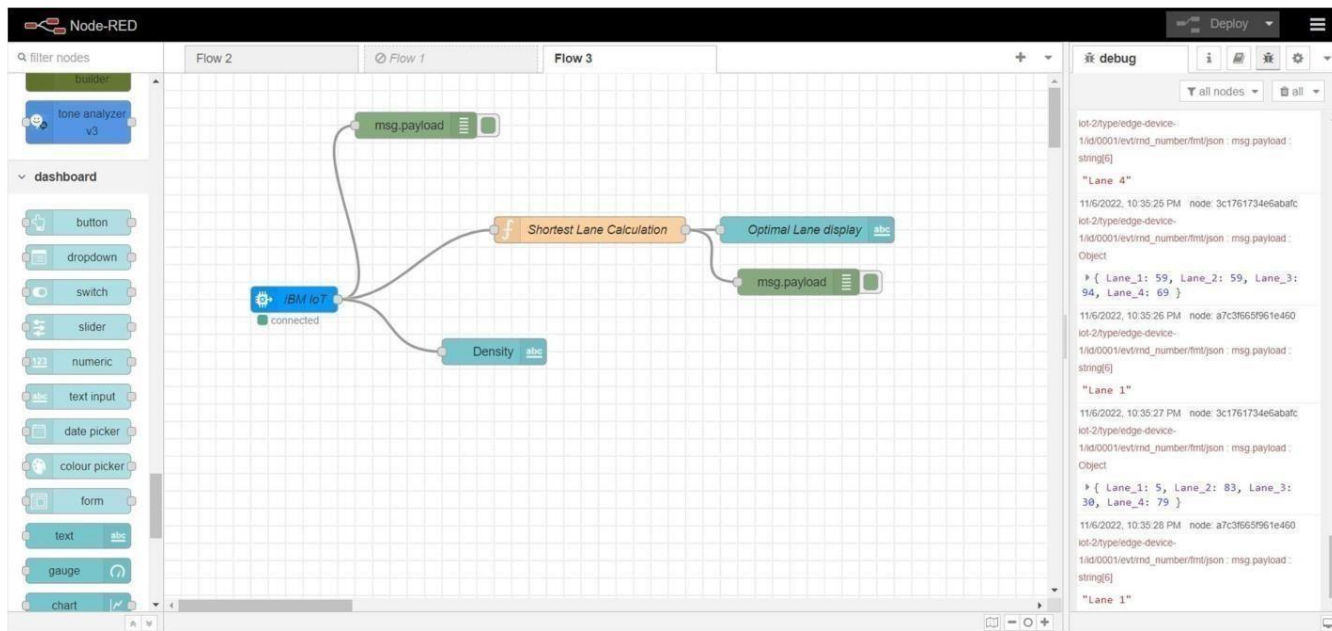 Node-RED
Deploy
filter nodes
Flow 2
Flow 1
Flow 3
debug
i
all nodes
all
builder
tone analyzer
v3
dashboard
button
dropdown
switch
slider
123 numeric
abc text input
date picker
colour picker
form
text abc
gauge
chart
msg.payload
Shortest Lane Calculation
Optimal Lane display abc
msg.payload
IBM IoT
connected
Density abc
iot-2/type/edge-device-
1/id/0001/evt/rnd_number/fmt/json : msg.payload :
string[6]
"Lane 4"
11/6/2022, 10:35:25 PM node: 3c1761734e6abafc
iot-2/type/edge-device-
1/id/0001/evt/rnd_number/fmt/json : msg.payload :
Object
{ Lane_1: 59, Lane_2: 59, Lane_3:
94, Lane_4: 69 }
11/6/2022, 10:35:26 PM node: a7c3f665f961e460
iot-2/type/edge-device-
1/id/0001/evt/rnd_number/fmt/json : msg.payload :
string[6]
"Lane 1"
11/6/2022, 10:35:27 PM node: 3c1761734e6abafc
iot-2/type/edge-device-
1/id/0001/evt/rnd_number/fmt/json : msg.payload :
Object
{ Lane_1: 5, Lane_2: 83, Lane_3:
30, Lane_4: 79 }
11/6/2022, 10:35:28 PM node: a7c3f665f961e460
iot-2/type/edge-device-
1/id/0001/evt/rnd_number/fmt/json : msg.payload :
string[6]
"Lane 1"